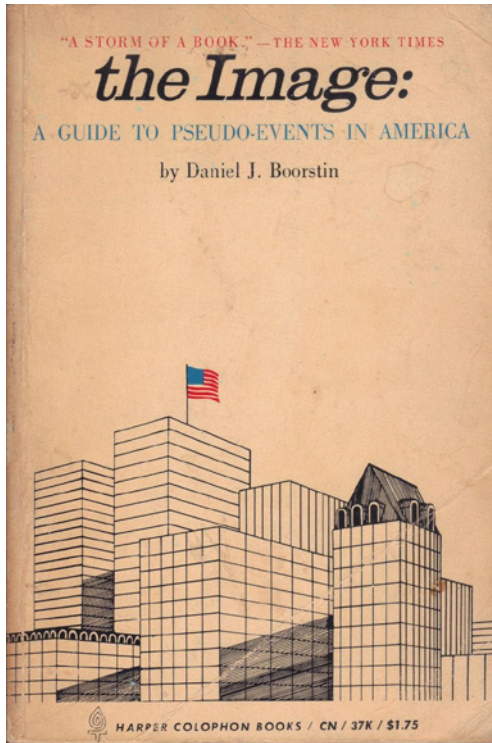 "A STORM OF A BOOK."—THE NEW YORK TIMES
the Image:
A GUIDE TO PSEUDO-EVENTS IN AMERICA
by Daniel J. Boorstin
HARPER COLOPHON BOOKS / CN / 37K / $1.75